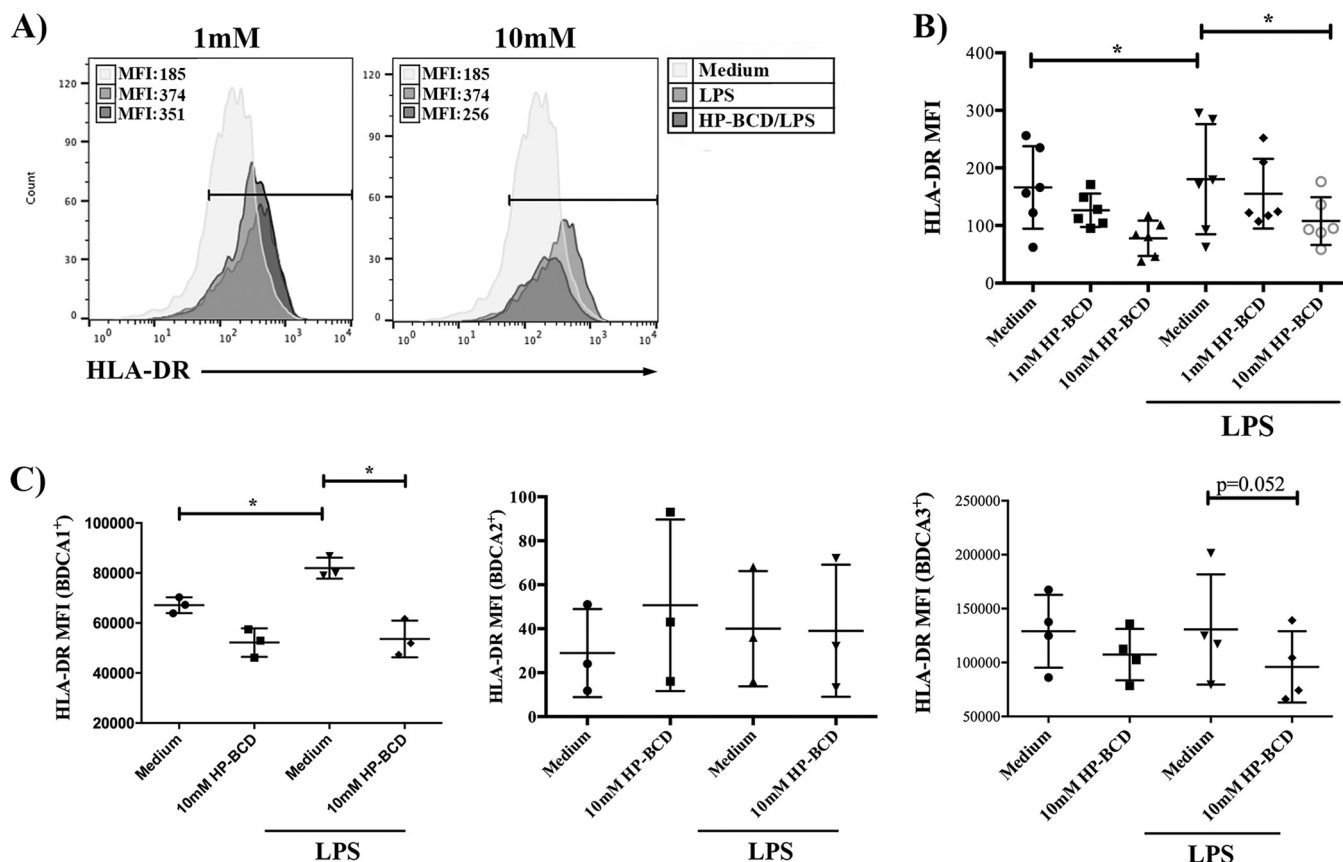 A)
1mM
10mM
MFI:185
MFI:374
MFI:351
MFI:185
MFI:374
MFI:256
Medium
LPS
HP-BCD/LPS
Count
120
90
60
30
0
10^0 10^1 10^2 10^3 10^4
120
90
60
30
0
10^0 10^1 10^2 10^3 10^4
HLA-DR
B)
* *
HLA-DR MFI
400
300
200
100
0
Medium
1mM HP-BCD
10mM HP-BCD
Medium
1mM HP-BCD
10mM HP-BCD
LPS
C)
* *
HLA-DR MFI (BDCA1+)
100000
80000
60000
40000
20000
Medium
10mM HP-BCD
Medium
10mM HP-BCD
LPS
HLA-DR MFI (BDCA2+)
100
80
60
40
20
0
Medium
10mM HP-BCD
Medium
10mM HP-BCD
LPS
p=0.052
HLA-DR MFI (BDCA3+)
250000
200000
150000
100000
50000
Medium
10mM HP-BCD
Medium
10mM HP-BCD
LPS